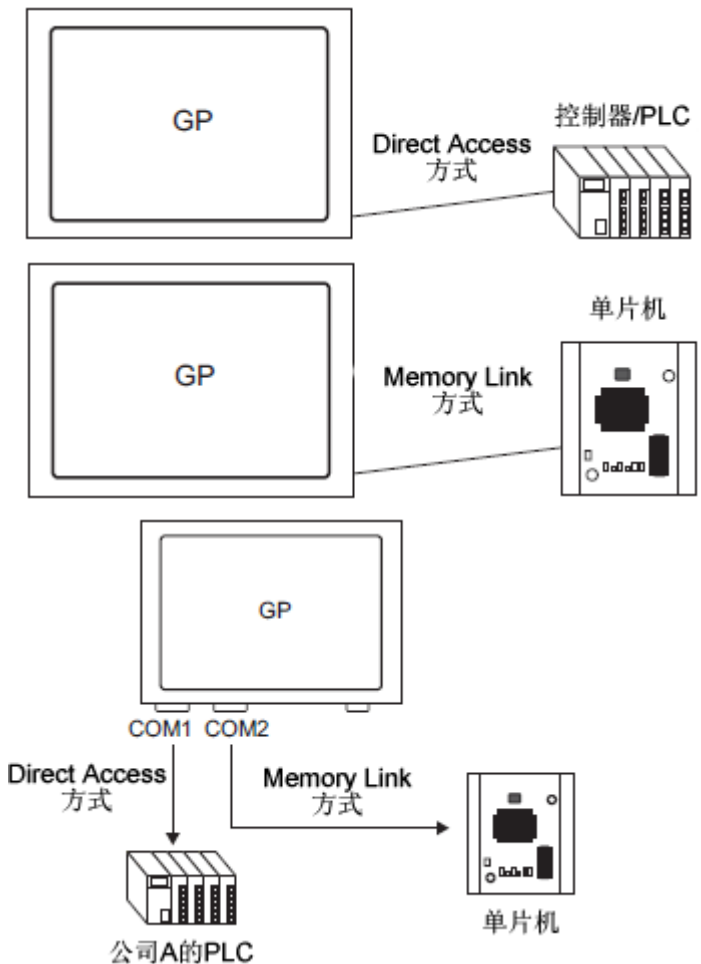 GP
控制器/PLC
Direct Access
方式
单片机
GP
Memory Link
方式
GP
COM1 COM2
Direct Access
方式
Memory Link
方式
单片机
公司A的PLC